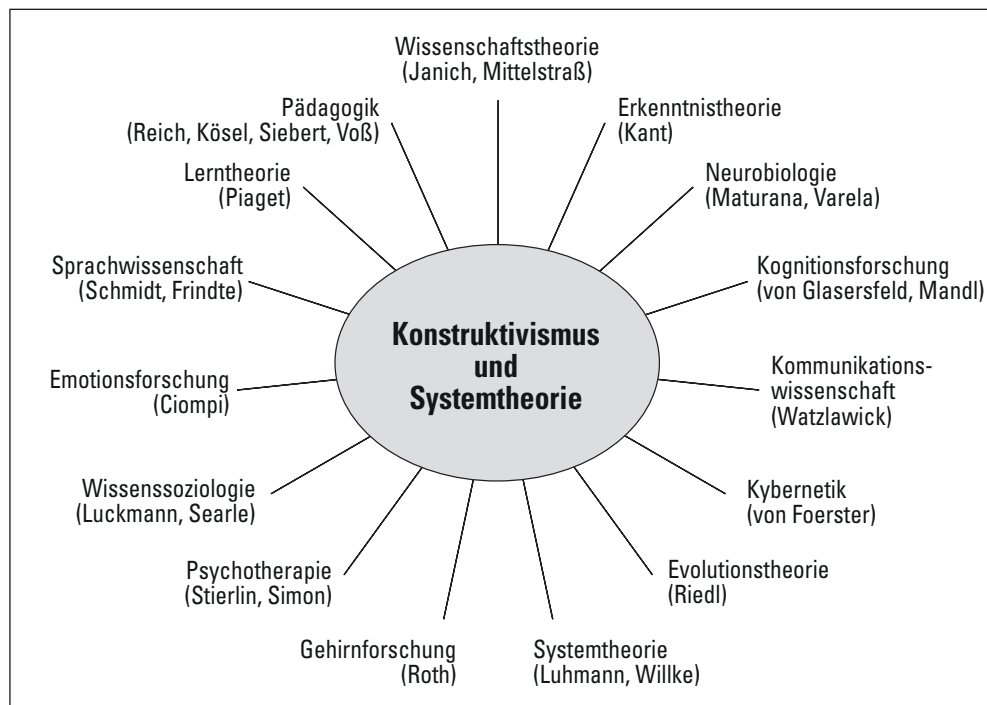 Wissenschaftstheorie
(Janich, Mittelstraß)
Erkenntnistheorie
(Kant)
Neurobiologie
(Maturana, Varela)
Kognitionsforschung
(von Glasersfeld, Mandl)
Kommunikations-
wissenschaft
(Watzlawick)
Kybernetik
(von Foerster)
Evolutionstheorie
(Riedl)
Systemtheorie
(Luhmann, Willke)
Gehirnforschung
(Roth)
Psychotherapie
(Stierlin, Simon)
Wissenssoziologie
(Luckmann, Searle)
Emotionsforschung
(Ciompi)
Sprachwissenschaft
(Schmidt, Frindte)
Lerntheorie
(Piaget)
Pädagogik
(Reich, Kösel, Siebert, Voß)
Konstruktivismus
und
Systemtheorie